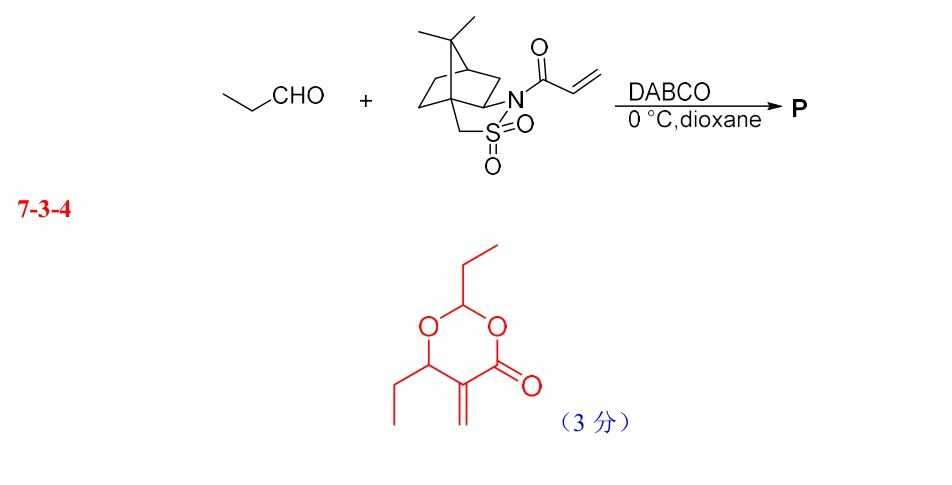 O
CHO + N DABCO
0 °C,dioxane P
S O
O
7-3-4
O O
O
（3 分）